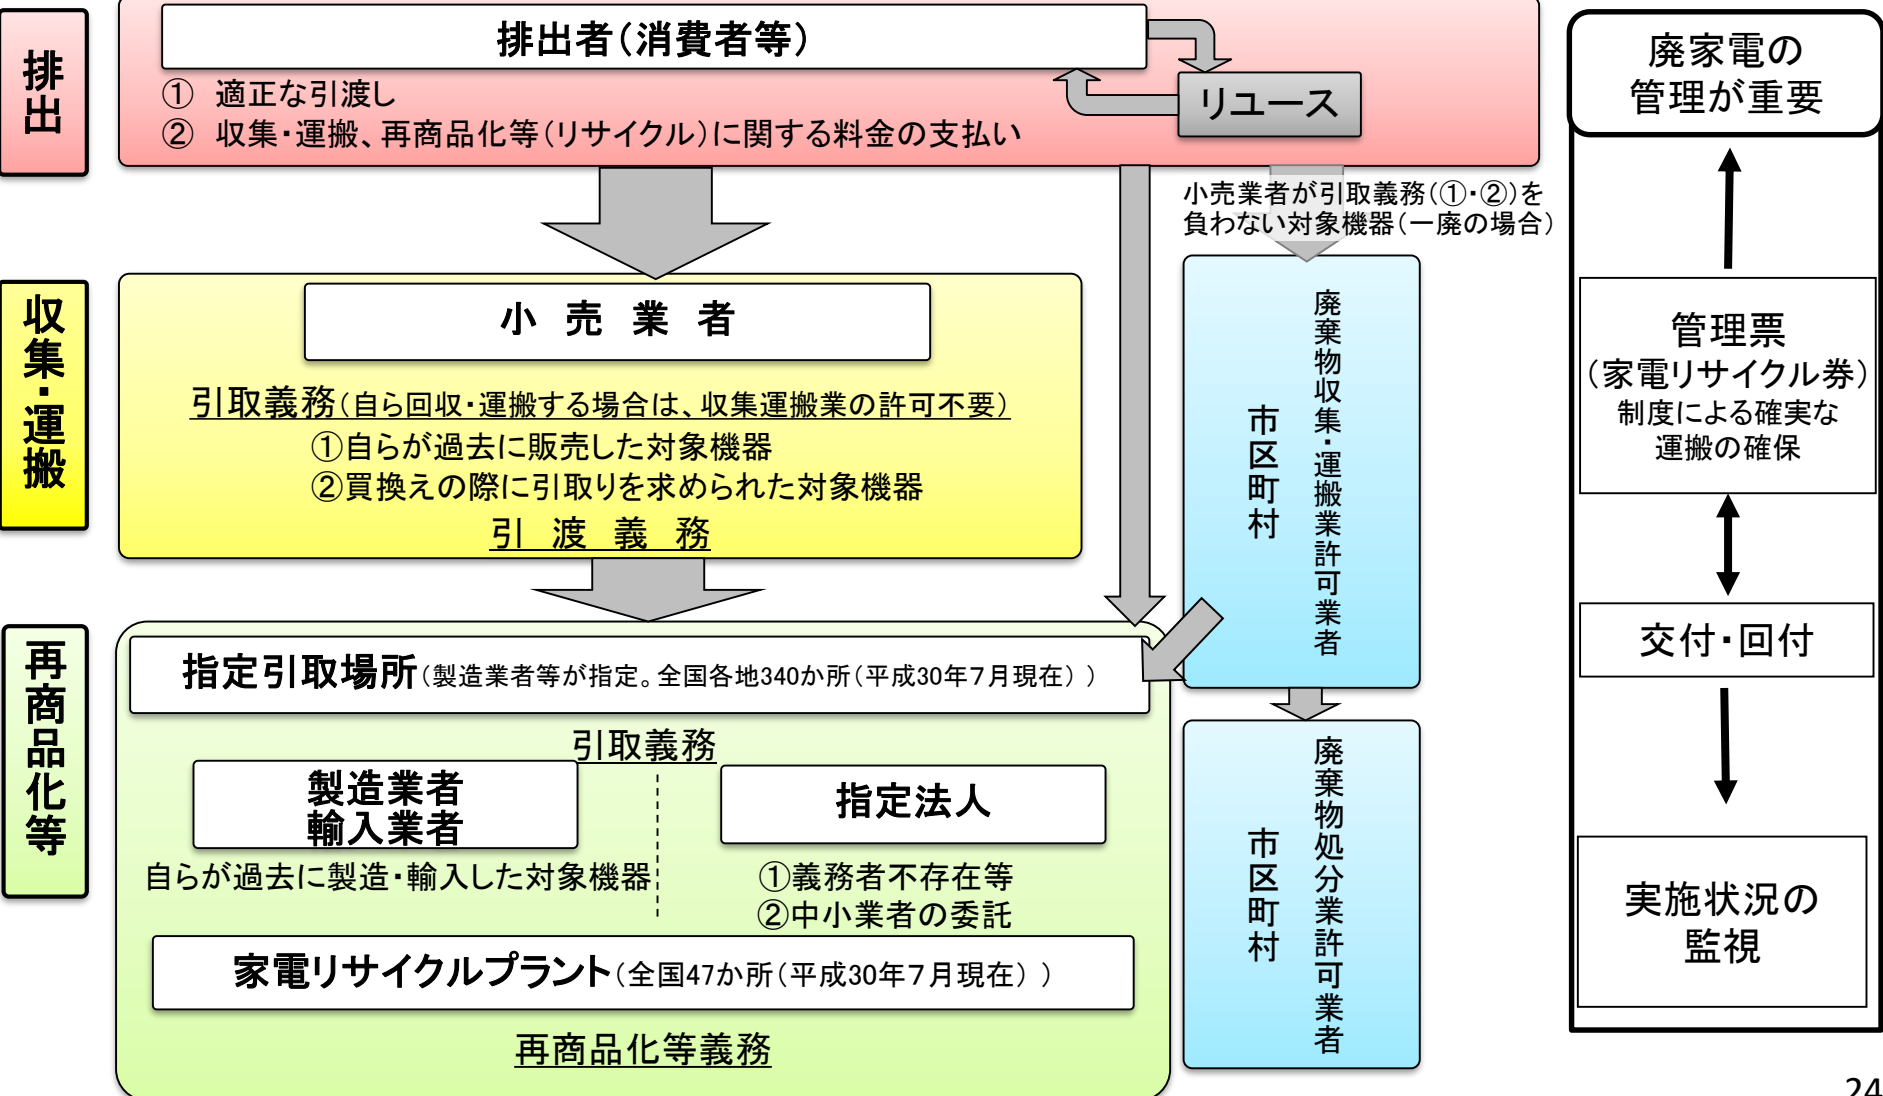 排出
排出者(消費者等)
① 適正な引渡し
② 収集・運搬、再商品化等(リサイクル)に関する料金の支払い
リユース
小売業者が引取義務(①・②)を
負わない対象機器(一廃の場合)
収集・運搬
小 売 業 者
引取義務(自ら回収・運搬する場合は、収集運搬業の許可不要)
①自らが過去に販売した対象機器
②買換えの際に引取りを求められた対象機器
引 渡 義 務
市区町村
廃棄物収集・運搬業許可業者
再商品化等
指定引取場所(製造業者等が指定。全国各地340か所(平成30年7月現在) )
引取義務
製造業者
輸入業者
自らが過去に製造・輸入した対象機器
指定法人
①義務者不存在等
②中小業者の委託
家電リサイクルプラント(全国47か所(平成30年7月現在) )
再商品化等義務
市区町村
廃棄物処分業許可業者
廃家電の
管理が重要
管理票
(家電リサイクル券)
制度による確実な
運搬の確保
交付・回付
実施状況の
監視
24